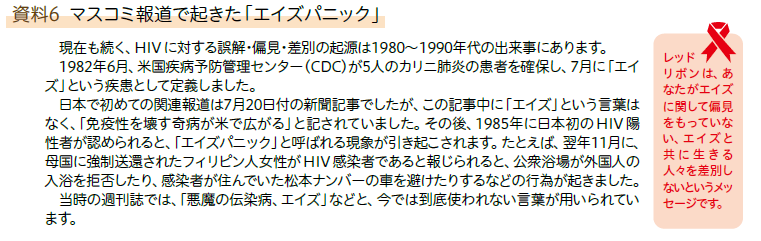 資料6 マスコミ報道で起きた「エイズパニック」
現在も続く、HIVに対する誤解・偏見・差別の起源は1980〜1990年代の出来事にあります。
1982年6月、米国疾病予防管理センター（CDC）が5人のカリニ肺炎の患者を確保し、7月に「エイ
ズ」という疾患として定義しました。
日本で初めての関連報道は7月20日付の新聞記事でしたが、この記事中に「エイズ」という言葉は
なく、「免疫性を壊す奇病が米で広がる」と記されていました。その後、1985年に日本初のHIV陽
性者が認められると、「エイズパニック」と呼ばれる現象が引き起こされます。たとえば、翌年11月に、
母国に強制送還されたフィリピン人女性がHIV感染者であると報じられると、公衆浴場が外国人の
入浴を拒否したり、感染者が住んでいた松本ナンバーの車を避けたりするなどの行為が起きました。
当時の週刊誌では、「悪魔の伝染病、エイズ」などと、今では到底使われない言葉が用いられてい
ます。
レッド
リボンは、あ
なたがエイズ
に関して偏見
をもっていな
い、エイズと
共に生きる
人々を差別し
ないというメッ
セージです。